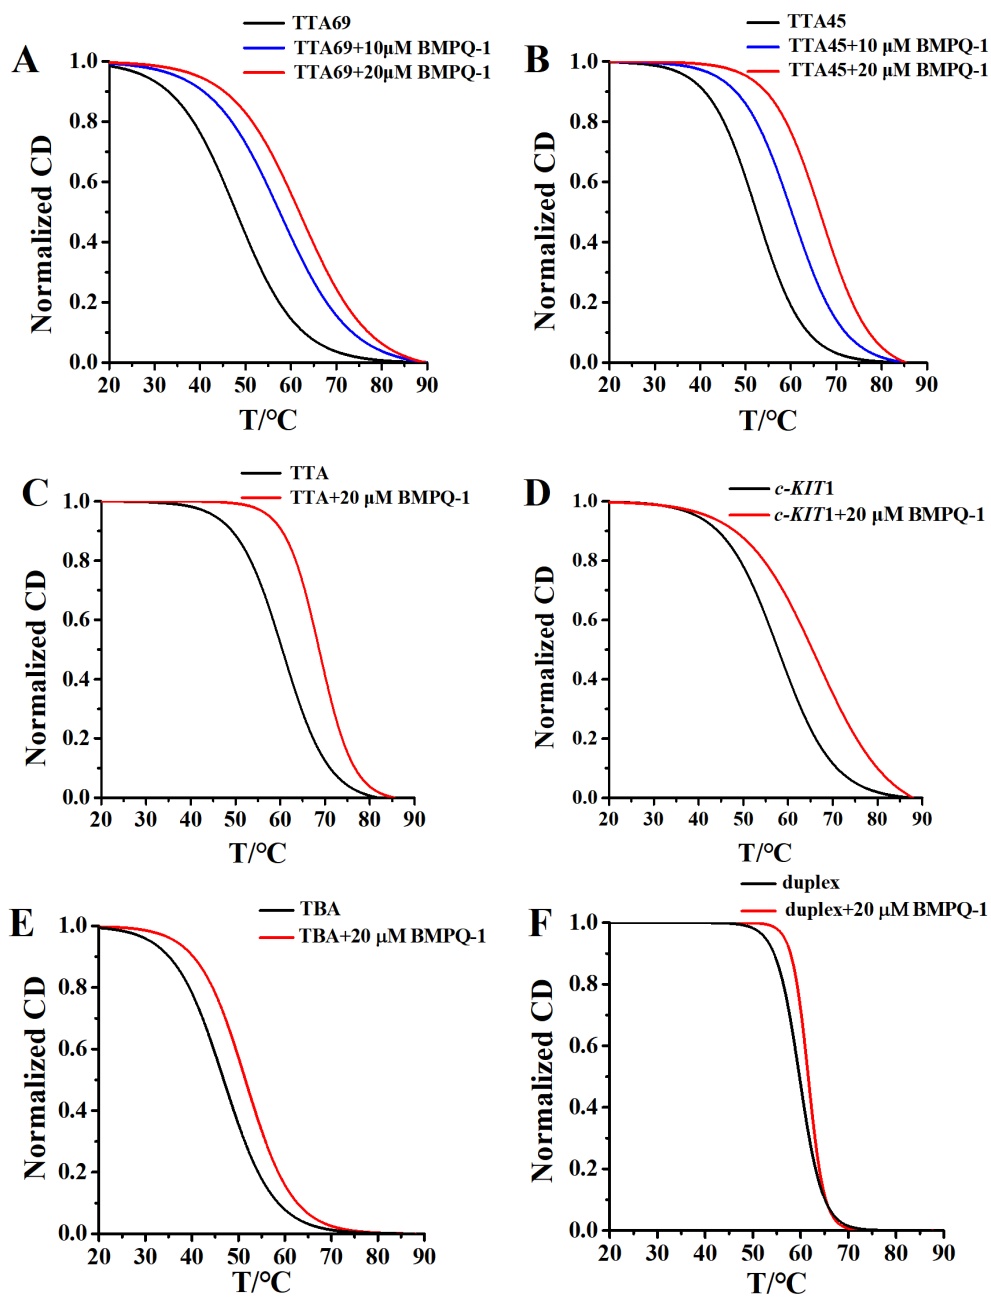 A
TTA69
TTA69+10μM BMPQ-1
TTA69+20μM BMPQ-1
Normalized CD
1.0
0.8
0.6
0.4
0.2
0.0
20 30 40 50 60 70 80 90
T/°C
B
TTA45
TTA45+10 μM BMPQ-1
TTA45+20 μM BMPQ-1
Normalized CD
1.0
0.8
0.6
0.4
0.2
0.0
20 30 40 50 60 70 80 90
T/°C
C
TTA
TTA+20 μM BMPQ-1
Normalized CD
1.0
0.8
0.6
0.4
0.2
0.0
20 30 40 50 60 70 80 90
T/°C
D
c-KIT1
c-KIT1+20 μM BMPQ-1
Normalized CD
1.0
0.8
0.6
0.4
0.2
0.0
20 30 40 50 60 70 80 90
T/°C
E
TBA
TBA+20 μM BMPQ-1
Normalized CD
1.0
0.8
0.6
0.4
0.2
0.0
20 30 40 50 60 70 80 90
T/°C
F
duplex
duplex+20 μM BMPQ-1
Normalized CD
1.0
0.8
0.6
0.4
0.2
0.0
20 30 40 50 60 70 80 90
T/°C